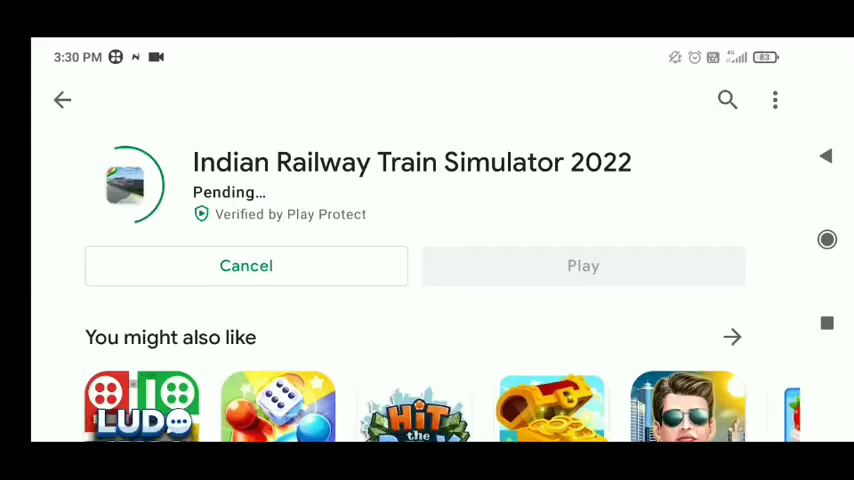 3:30 PM
4G
83
Indian Railway Train Simulator 2022
Pending...
Verified by Play Protect
Cancel
Play
You might also like
LUDO
HiT
the